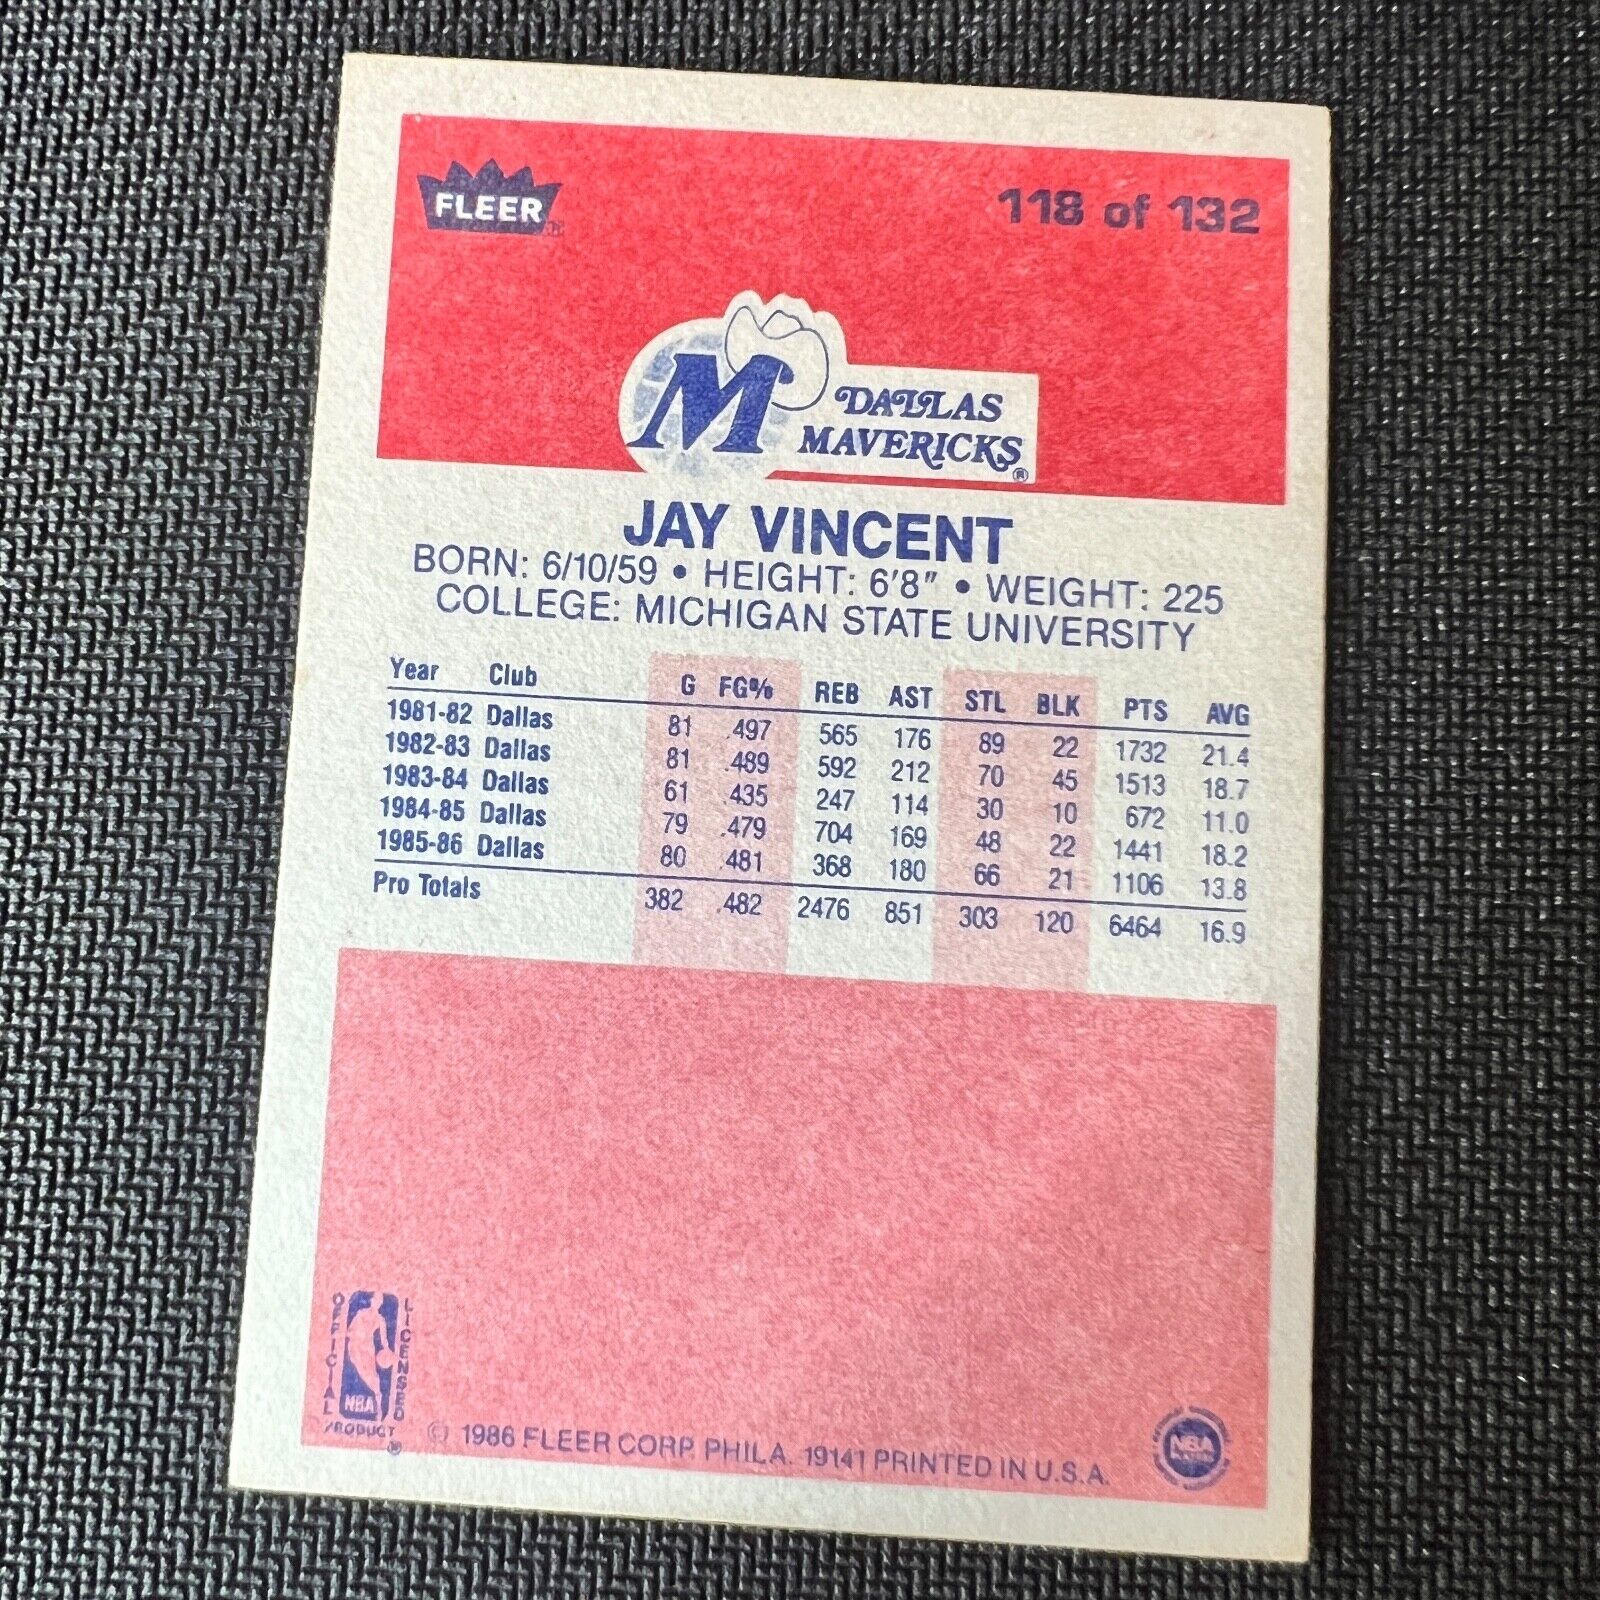 FLEER
118 of 132
M DALLAS
MAVERICKS®
JAY VINCENT
BORN: 6/10/59 • HEIGHT: 6'8" • WEIGHT: 225
COLLEGE: MICHIGAN STATE UNIVERSITY
Year Club G FG% REB AST STL BLK PTS AVG
1981-82 Dallas 81 .497 565 176 89 22 1732 21.4
1982-83 Dallas 81 .489 592 212 70 45 1513 18.7
1983-84 Dallas 61 .435 247 114 30 10 672 11.0
1984-85 Dallas 79 .479 704 169 48 22 1441 18.2
1985-86 Dallas 80 .481 368 180 66 21 1106 13.8
Pro Totals 382 .482 2476 851 303 120 6464 16.9
OFFICIAL LICENSED
NBA
PRODUCT ®
© 1986 FLEER CORP. PHILA. 19141 PRINTED IN U.S.A.
NBA